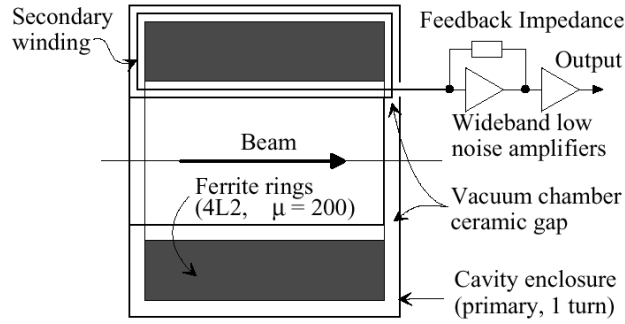 Secondary
winding
Feedback Impedance
Output
Wideband low
noise amplifiers
Beam
Ferrite rings
(4L2, μ = 200)
Vacuum chamber
ceramic gap
Cavity enclosure
(primary, 1 turn)